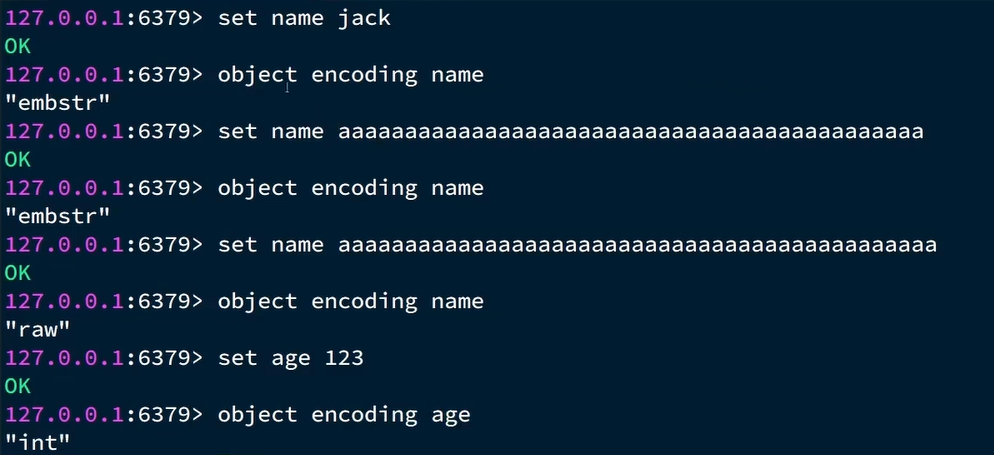 127.0.0.1:6379> set name jack
OK
127.0.0.1:6379> object encoding name
"embstr"
127.0.0.1:6379> set name aaaaaaaaaaaaaaaaaaaaaaaaaaaaaaaaaaaaaaaaaaaa
OK
127.0.0.1:6379> object encoding name
"embstr"
127.0.0.1:6379> set name aaaaaaaaaaaaaaaaaaaaaaaaaaaaaaaaaaaaaaaaaaaaa
OK
127.0.0.1:6379> object encoding name
"raw"
127.0.0.1:6379> set age 123
OK
127.0.0.1:6379> object encoding age
"int"